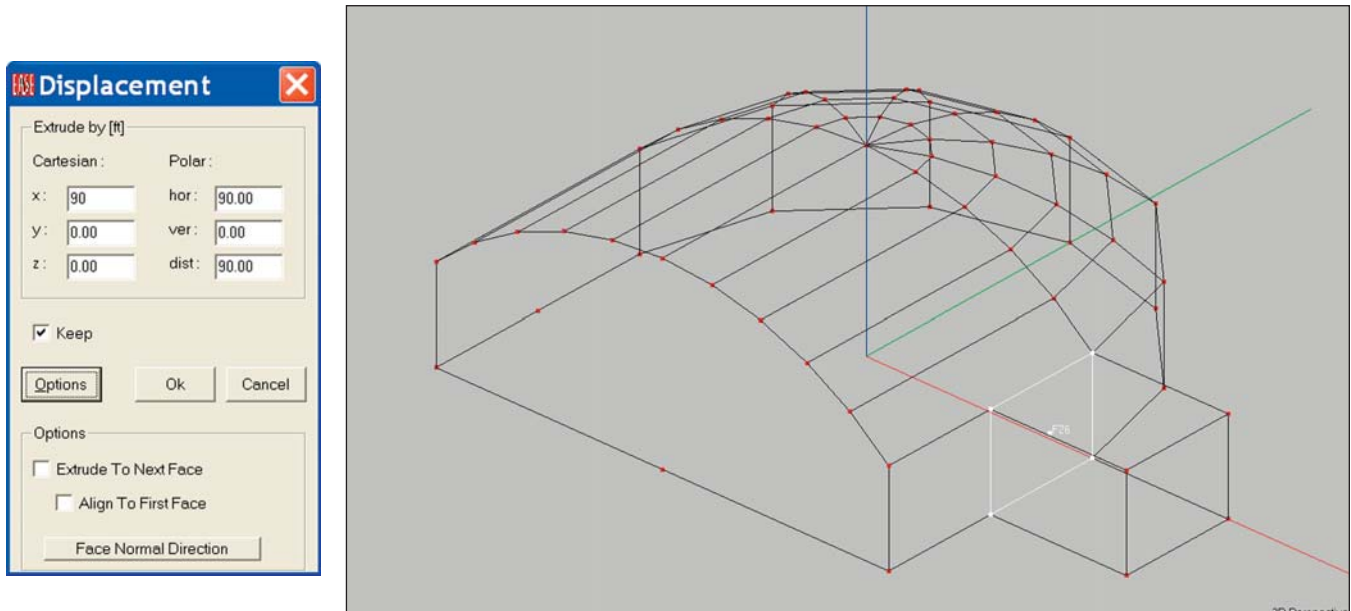 EASE Displacement
Extrude by [ft]
Cartesian : Polar :
x: 90 hor: 90.00
y: 0.00 ver: 0.00
z: 0.00 dist: 90.00
Keep
Options Ok Cancel
Options
Extrude To Next Face
Align To First Face
Face Normal Direction
F26